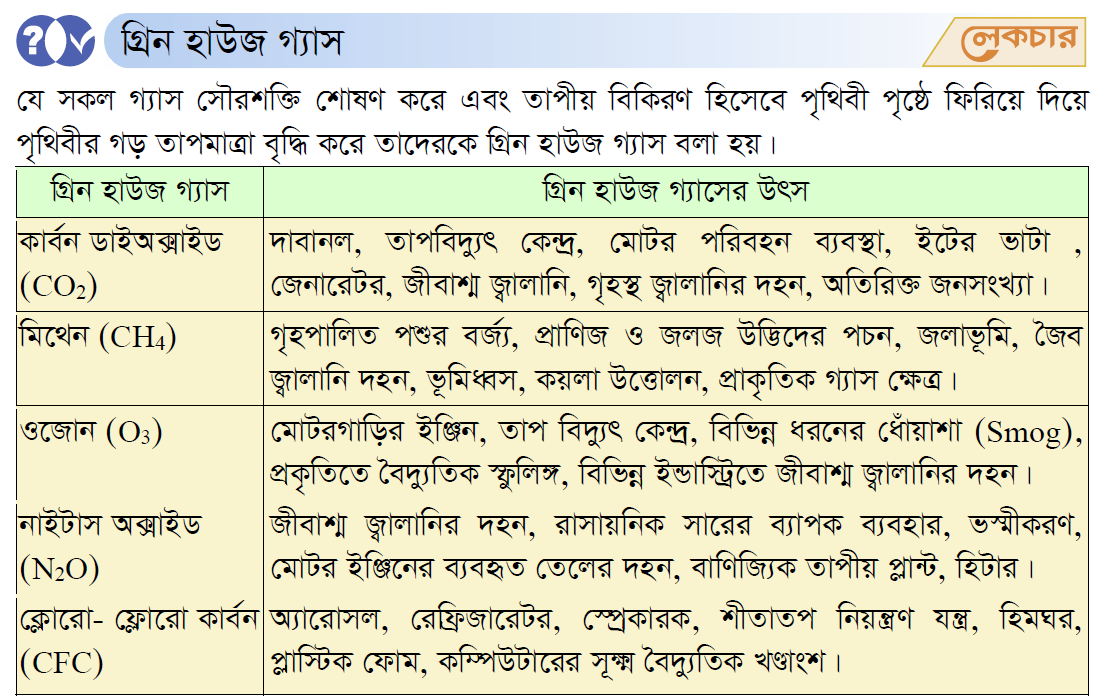 গ্রিন হাউজ গ্যাস
লেকচার
যে সকল গ্যাস সৌরশক্তি শোষণ করে এবং তাপীয় বিকিরণ হিসেবে পৃথিবী পৃষ্ঠে ফিরিয়ে দিয়ে
পৃথিবীর গড় তাপমাত্রা বৃদ্ধি করে তাদেরকে গ্রিন হাউজ গ্যাস বলা হয়।
গ্রিন হাউজ গ্যাস
গ্রিন হাউজ গ্যাসের উৎস
কার্বন ডাইঅক্সাইড
(CO₂)
দাবানল, তাপবিদ্যুৎ কেন্দ্র, মোটর পরিবহন ব্যবস্থা, ইটের ভাটা ,
জেনারেটর, জীবাশ্ম জ্বালানি, গৃহস্থ জ্বালানির দহন, অতিরিক্ত জনসংখ্যা।
মিথেন (CH₄)
গৃহপালিত পশুর বর্জ্য, প্রাণিজ ও জলজ উদ্ভিদের পচন, জলাভূমি, জৈব
জ্বালানি দহন, ভূমিধ্বস, কয়লা উত্তোলন, প্রাকৃতিক গ্যাস ক্ষেত্র।
ওজোন (O₃)
মোটরগাড়ির ইঞ্জিন, তাপ বিদ্যুৎ কেন্দ্র, বিভিন্ন ধরনের ধোঁয়াশা (Smog),
প্রকৃতিতে বৈদ্যুতিক স্ফুলিঙ্গ, বিভিন্ন ইন্ডাস্ট্রিতে জীবাশ্ম জ্বালানির দহন।
নাইটাস অক্সাইড
(N₂O)
জীবাশ্ম জ্বালানির দহন, রাসায়নিক সারের ব্যাপক ব্যবহার, ভস্মীকরণ,
মোটর ইঞ্জিনের ব্যবহৃত তেলের দহন, বাণিজ্যিক তাপীয় প্লান্ট, হিটার।
ক্লোরো- ফ্লোরো কার্বন
(CFC)
অ্যারোসল, রেফ্রিজারেটর, স্প্রেকারক, শীতাতপ নিয়ন্ত্রণ যন্ত্র, হিমঘর,
প্লাস্টিক ফোম, কম্পিউটারের সূক্ষ্ম বৈদ্যুতিক খণ্ডাংশ।